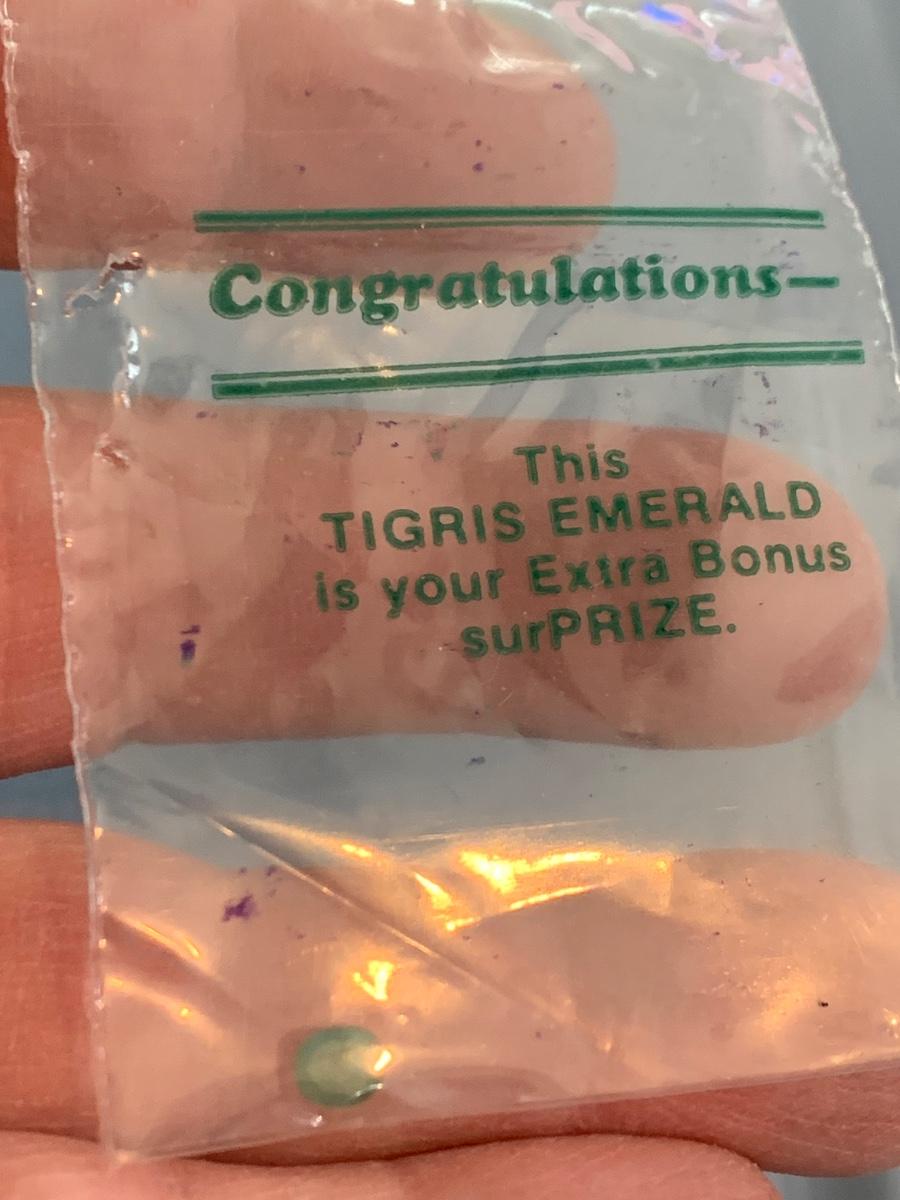 Congratulations—
This
TIGRIS EMERALD
is your Extra Bonus
surPRIZE.